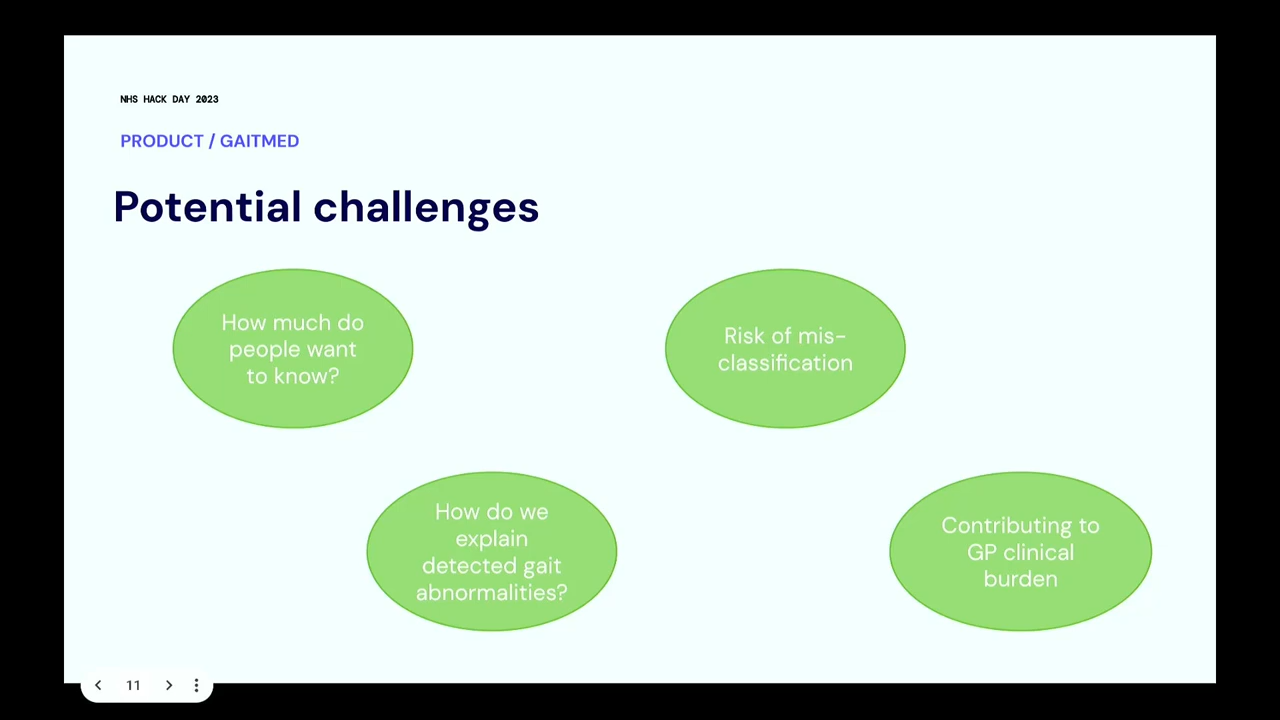 NHS HACK DAY 2023
PRODUCT / GAITMED
Potential challenges
How much do
people want
to know?
Risk of mis-
classification
How do we
explain
detected gait
abnormalities?
Contributing to
GP clinical
burden
11